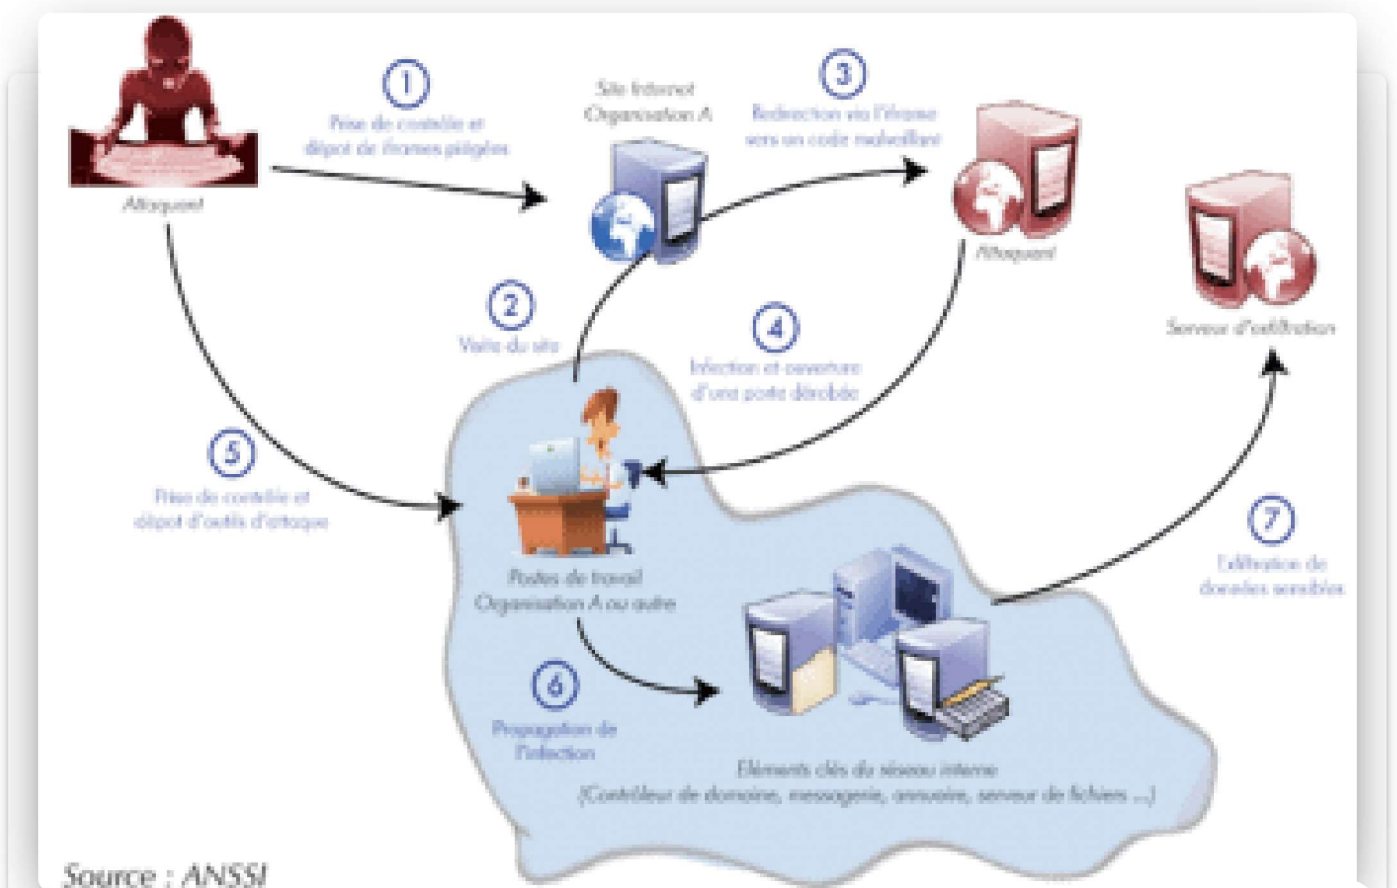 1
Prise de contrôle et
dépot de iframes piégées
Attaquant
Site Internet
Organisation A
3
Redirection via l'iframe
vers un code malveillant
Attaquant
Serveur d'exfiltration
2
Visite du site
4
Infection et ouverture
d'une porte dérobée
5
Prise de contrôle et
dépot d'outils d'attaque
Postes de travail
Organisation A ou autre
7
Exfiltration de
données sensibles
6
Propagation de
l'infection
Eléments clés du réseau interne
(Contrôleur de domaine, messagerie, annuaire, serveur de fichiers ...)
Source : ANSSI